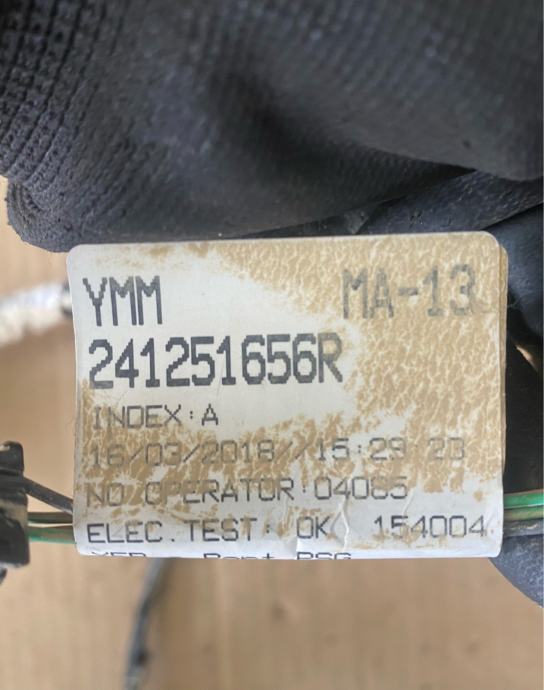 YMM MA-13
241251656R
INDEX:A
16/03/2018//15:29:23
NO OPERATOR:04085
ELEC.TEST: OK 154004